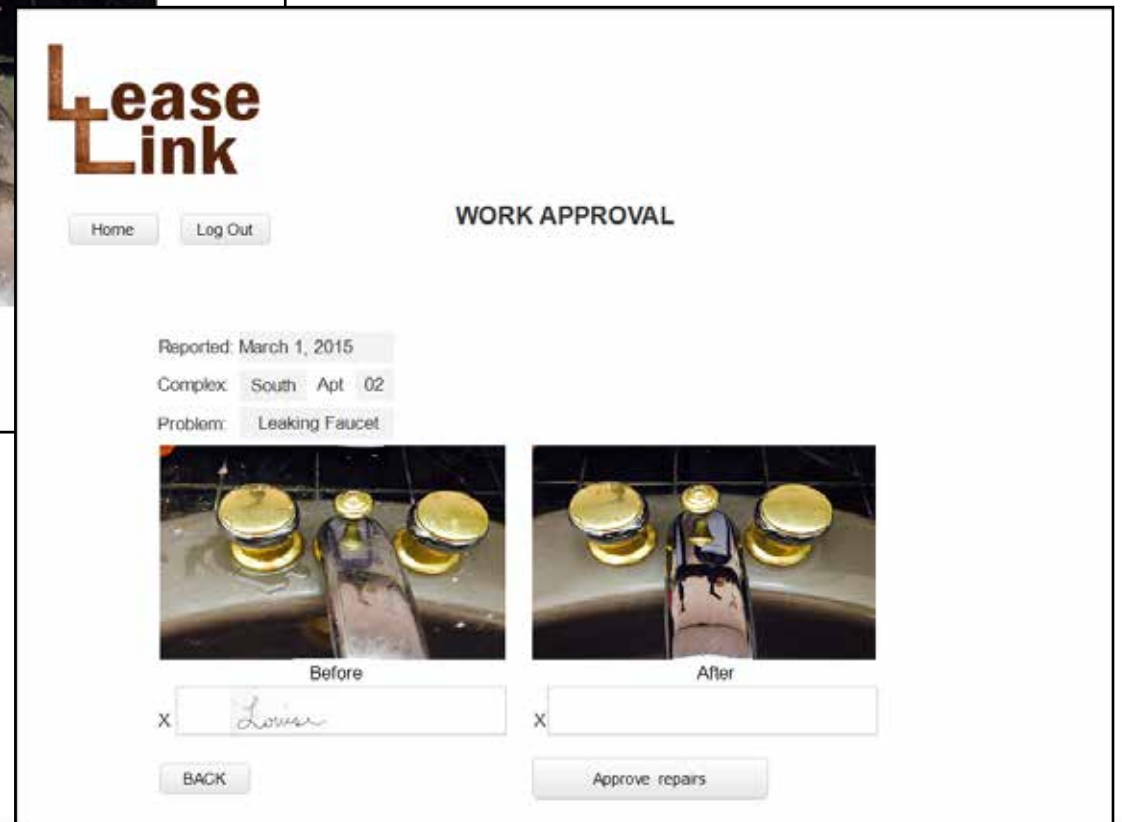 Lease
Link
Home Log Out
WORK APPROVAL
Reported: March 1, 2015
Complex: South Apt 02
Problem: Leaking Faucet
Before After
X Louise X
BACK Approve repairs